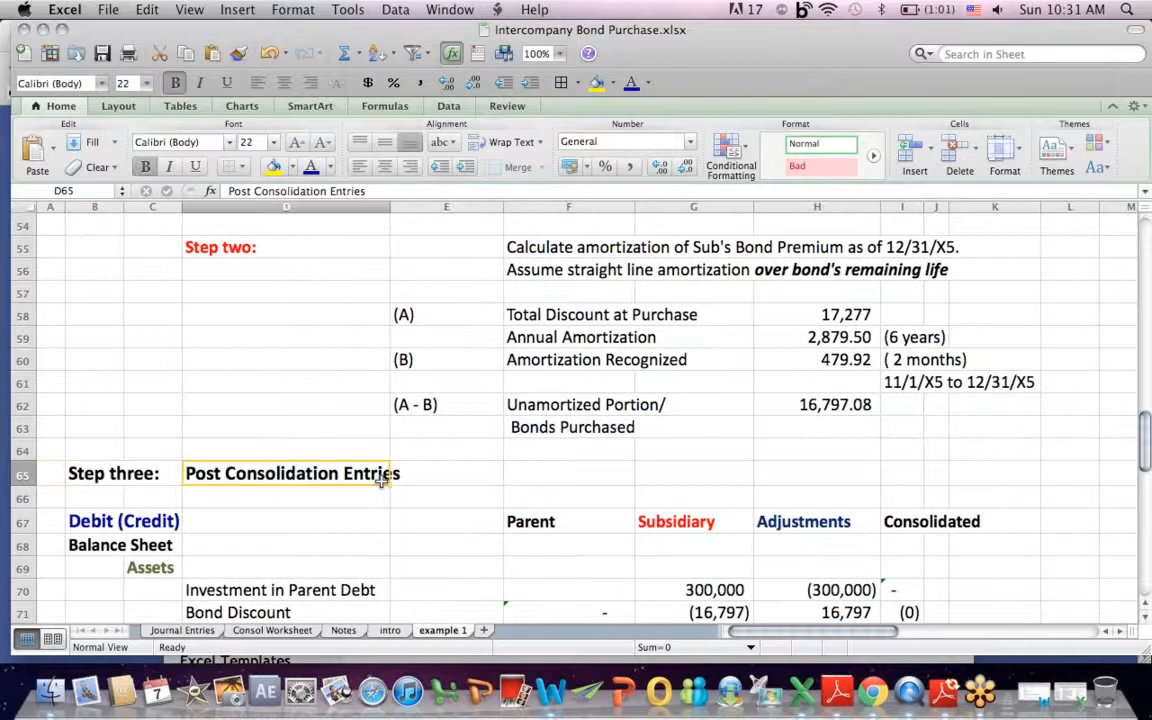 Excel File Edit View Insert Format Tools Data Window Help 17 (1:01) Sun 10:31 AM
Intercompany Bond Purchase.xlsx
100% Search in Sheet
Calibri (Body) 22 B I U $ % , A
Home Layout Tables Charts SmartArt Formulas Data Review
Edit Font Alignment Number Format Cells Themes
Fill Calibri (Body) 22 A A abc Wrap Text General Normal
Paste Clear B I U A Merge % , Conditional Formatting Bad Insert Delete Format Themes Aa
D65 fx Post Consolidation Entries
A B C D E F G H I J K L M
54
55 Step two: Calculate amortization of Sub's Bond Premium as of 12/31/X5.
56 Assume straight line amortization over bond's remaining life
57
58 (A) Total Discount at Purchase 17,277
59 Annual Amortization 2,879.50 (6 years)
60 (B) Amortization Recognized 479.92 ( 2 months)
61 11/1/X5 to 12/31/X5
62 (A - B) Unamortized Portion/ 16,797.08
63 Bonds Purchased
64
65 Step three: Post Consolidation Entries
66
67 Debit (Credit) Parent Subsidiary Adjustments Consolidated
68 Balance Sheet
69 Assets
70 Investment in Parent Debt 300,000 (300,000) -
71 Bond Discount - (16,797) 16,797 (0)
Journal Entries Consol Worksheet Notes intro example 1
Normal View Ready Sum=0
Excel Templates